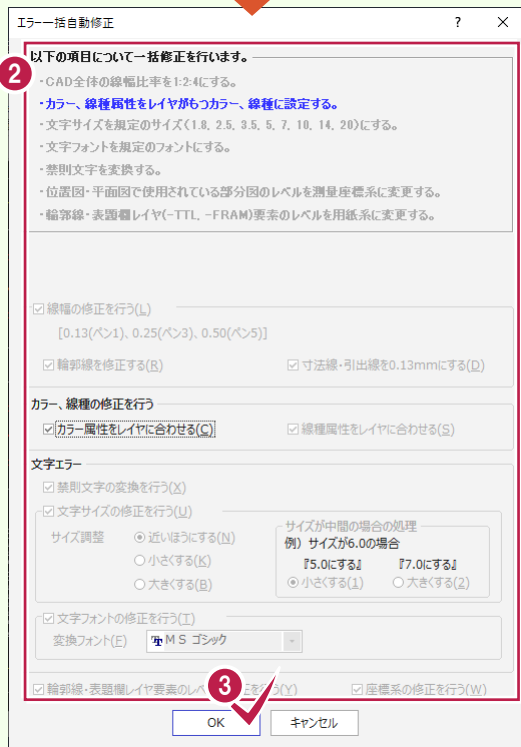 エラー一括自動修正 ? ×
2
以下の項目について一括修正を行います。
・CAD全体の線幅比率を1:2:4にする。
・カラー、線種属性をレイヤがもつカラー、線種に設定する。
・文字サイズを規定のサイズ(1.8, 2.5, 3.5, 5, 7, 10, 14, 20)にする。
・文字フォントを規定のフォントにする。
・禁則文字を変換する。
・位置図・平面図で使用されている部分図のレベルを測量座標系に変更する。
・輪郭線・表題欄レイヤ(-TTL, -FRAM)要素のレベルを用紙系に変更する。
線幅の修正を行う(L)
[0.13(ペン1)、0.25(ペン3)、0.50(ペン5)]
輪郭線を修正する(R) 寸法線・引出線を0.13mmにする(D)
カラー、線種の修正を行う
カラー属性をレイヤに合わせる(C) 線種属性をレイヤに合わせる(S)
文字エラー
禁則文字の変換を行う(X)
文字サイズの修正を行う(U)
サイズ調整 近いほうにする(N)
小さくする(K)
大きくする(B)
サイズが中間の場合の処理
例）サイズが6.0の場合
『5.0にする』 『7.0にする』
小さくする(1) 大きくする(2)
文字フォントの修正を行う(T)
変換フォント(F) ＭＳ ゴシック
輪郭線・表題欄レイヤ要素のレベ 正を行う(Y) 座標系の修正を行う(W)
3
OK キャンセル